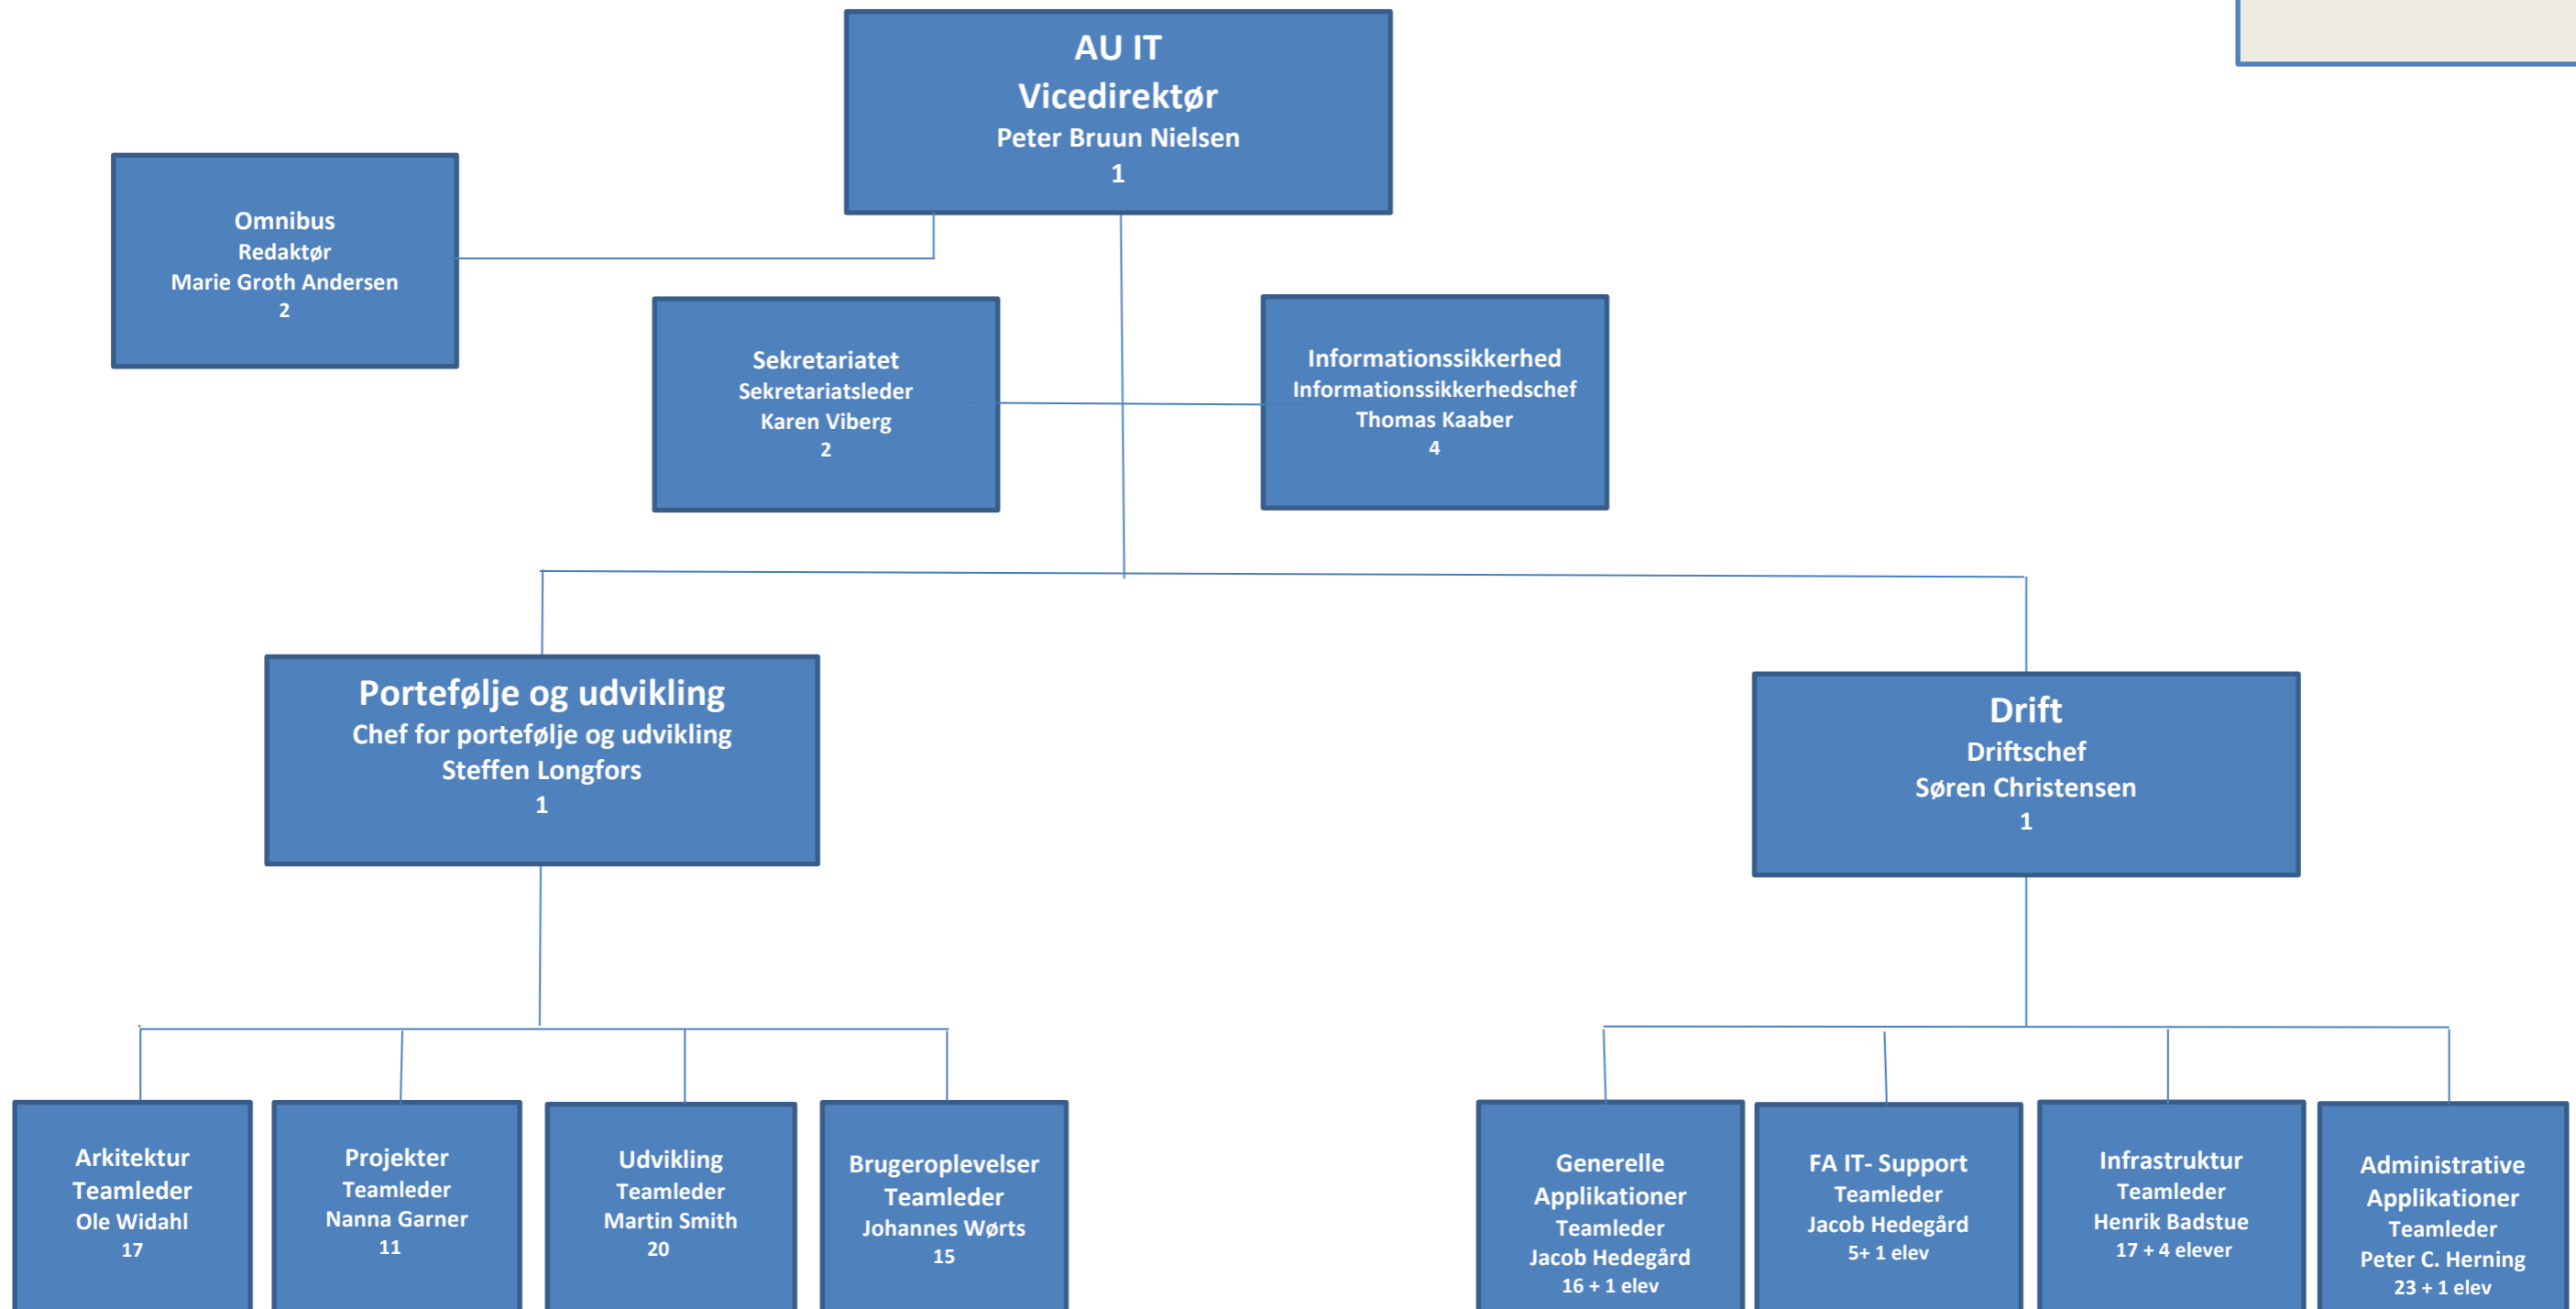 AU IT
Vicedirektør
Peter Bruun Nielsen
1
Omnibus
Redaktør
Marie Groth Andersen
2
Sekretariatet
Sekretariatsleder
Karen Viberg
2
Informationssikkerhed
Informationssikkerhedschef
Thomas Kaaber
4
Portefølje og udvikling
Chef for portefølje og udvikling
Steffen Longfors
1
Drift
Driftschef
Søren Christensen
1
Arkitektur
Teamleder
Ole Widahl
17
Projekter
Teamleder
Nanna Garner
11
Udvikling
Teamleder
Martin Smith
20
Brugeroplevelser
Teamleder
Johannes Wørts
15
Generelle
Applikationer
Teamleder
Jacob Hedegård
16 + 1 elev
FA IT- Support
Teamleder
Jacob Hedegård
5+ 1 elev
Infrastruktur
Teamleder
Henrik Badstue
17 + 4 elever
Administrative
Applikationer
Teamleder
Peter C. Herning
23 + 1 elev